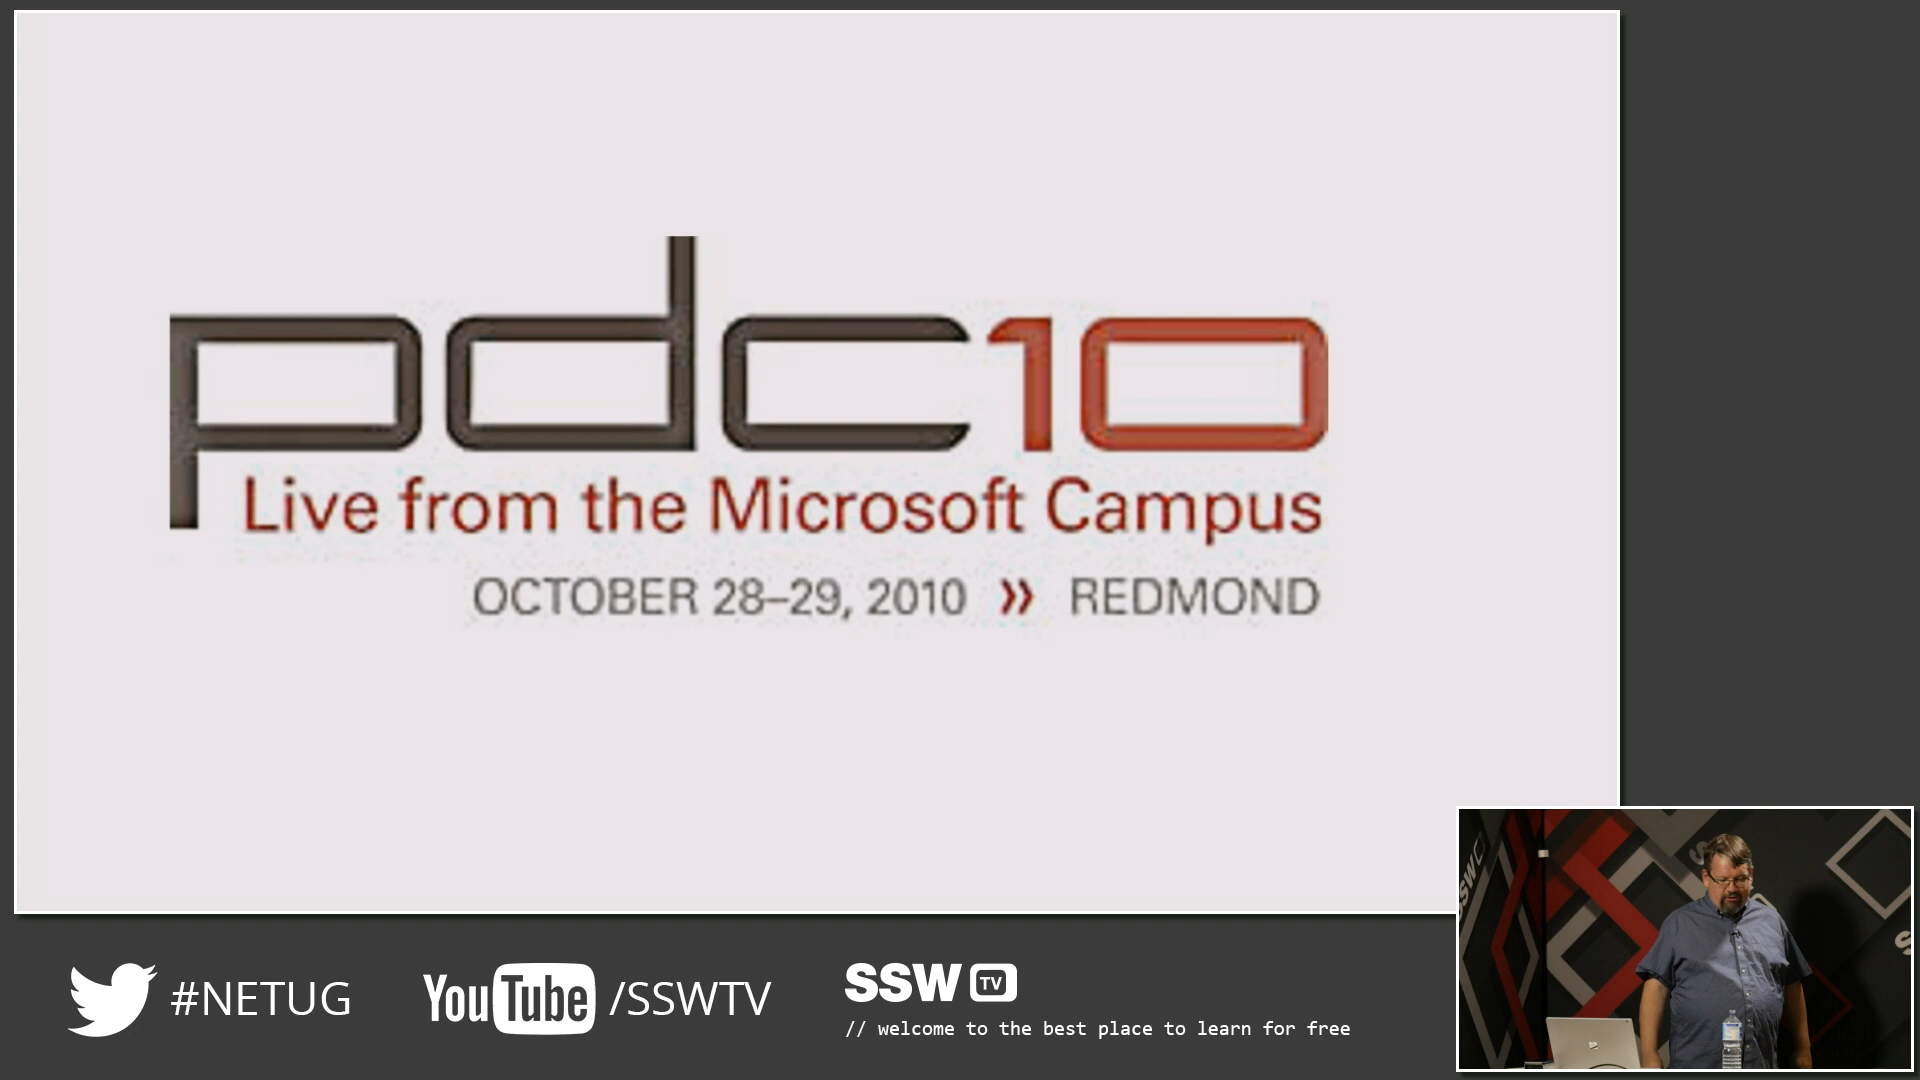 pdc10
Live from the Microsoft Campus
OCTOBER 28–29, 2010 » REDMOND
#NETUG
YouTube /SSWTV
SSW TV
// welcome to the best place to learn for free
SSW